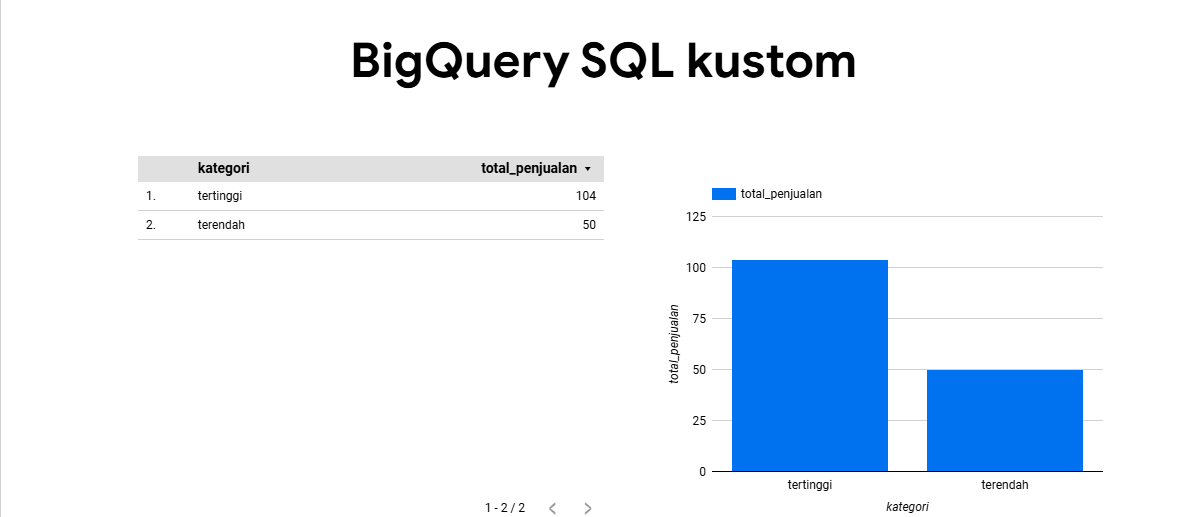 BigQuery SQL kustom
kategori total_penjualan
1. tertinggi 104
2. terendah 50
1 - 2 / 2
total_penjualan
125
100
75
50
25
0
total_penjualan
tertinggi terendah
kategori